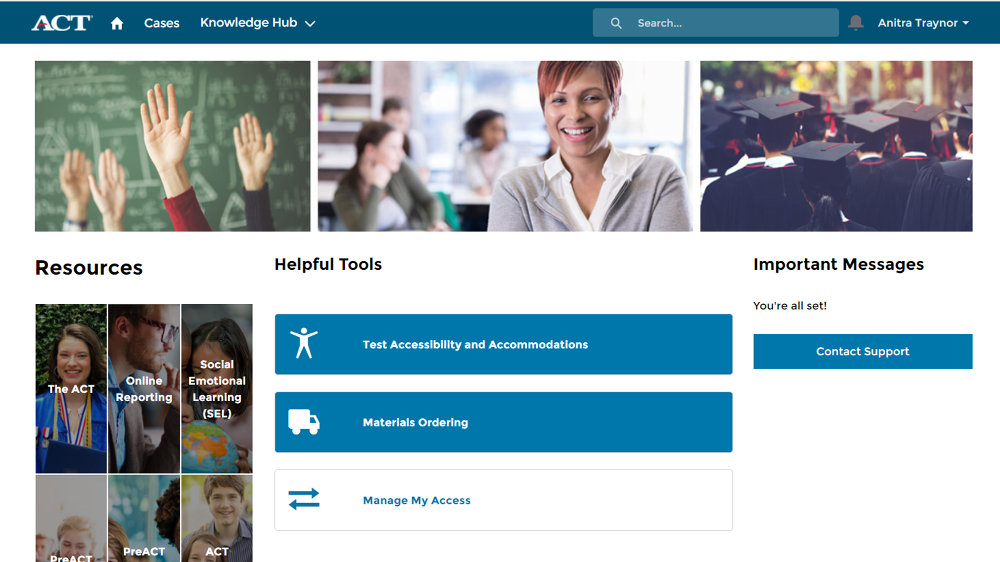 ACT
Cases
Knowledge Hub
Search...
Anitra Traynor
Resources
The ACT
Online
Reporting
Social
Emotional
Learning
(SEL)
PreACT
PreACT
ACT
Helpful Tools
Test Accessibility and Accommodations
Materials Ordering
Manage My Access
Important Messages
You're all set!
Contact Support